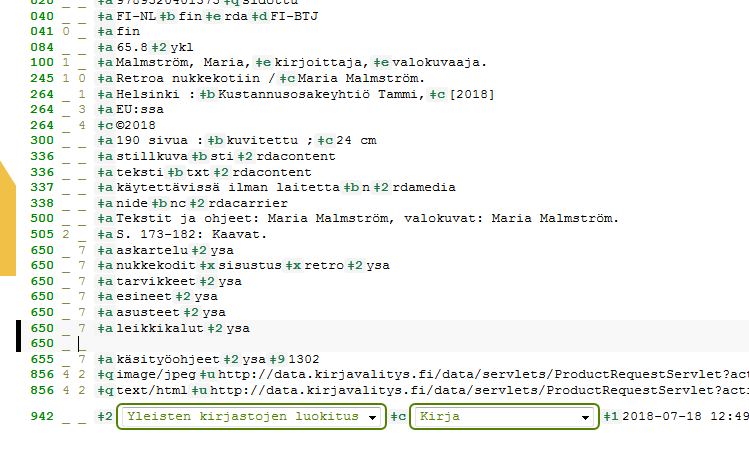 020 _ _ ‡a 9789520401375 ‡q sidottu
040 _ _ ‡a FI-NL ‡b fin ‡e rda ‡d FI-BTJ
041 0 _ ‡a fin
084 _ _ ‡a 65.8 ‡2 ykl
100 1 _ ‡a Malmström, Maria, ‡e kirjoittaja, ‡e valokuvaaja.
245 1 0 ‡a Retroa nukkekotiin / ‡c Maria Malmström.
264 _ 1 ‡a Helsinki : ‡b Kustannusosakeyhtiö Tammi, ‡c [2018]
264 _ 3 ‡a EU:ssa
264 _ 4 ‡c ©2018
300 _ _ ‡a 190 sivua : ‡b kuvitettu ; ‡c 24 cm
336 _ _ ‡a stillkuva ‡b sti ‡2 rdacontent
336 _ _ ‡a teksti ‡b txt ‡2 rdacontent
337 _ _ ‡a käytettävissä ilman laitetta ‡b n ‡2 rdamedia
338 _ _ ‡a nide ‡b nc ‡2 rdacarrier
500 _ _ ‡a Tekstit ja ohjeet: Maria Malmström, valokuvat: Maria Malmström.
505 2 _ ‡a S. 173-182: Kaavat.
650 _ 7 ‡a askartelu ‡2 ysa
650 _ 7 ‡a nukkekodit ‡x sisustus ‡x retro ‡2 ysa
650 _ 7 ‡a tarvikkeet ‡2 ysa
650 _ 7 ‡a esineet ‡2 ysa
650 _ 7 ‡a asusteet ‡2 ysa
650 _ 7 ‡a leikkikalut ‡2 ysa
650 _ _
655 _ 7 ‡a käsityöohjeet ‡2 ysa ‡9 1302
856 4 2 ‡q image/jpeg ‡u http://data.kirjavalitys.fi/data/servlets/ProductRequestServlet?act
856 4 2 ‡q text/html ‡u http://data.kirjavalitys.fi/data/servlets/ProductRequestServlet?acti
942 _ _ ‡2 Yleisten kirjastojen luokitus ‡c Kirja ‡1 2018-07-18 12:49